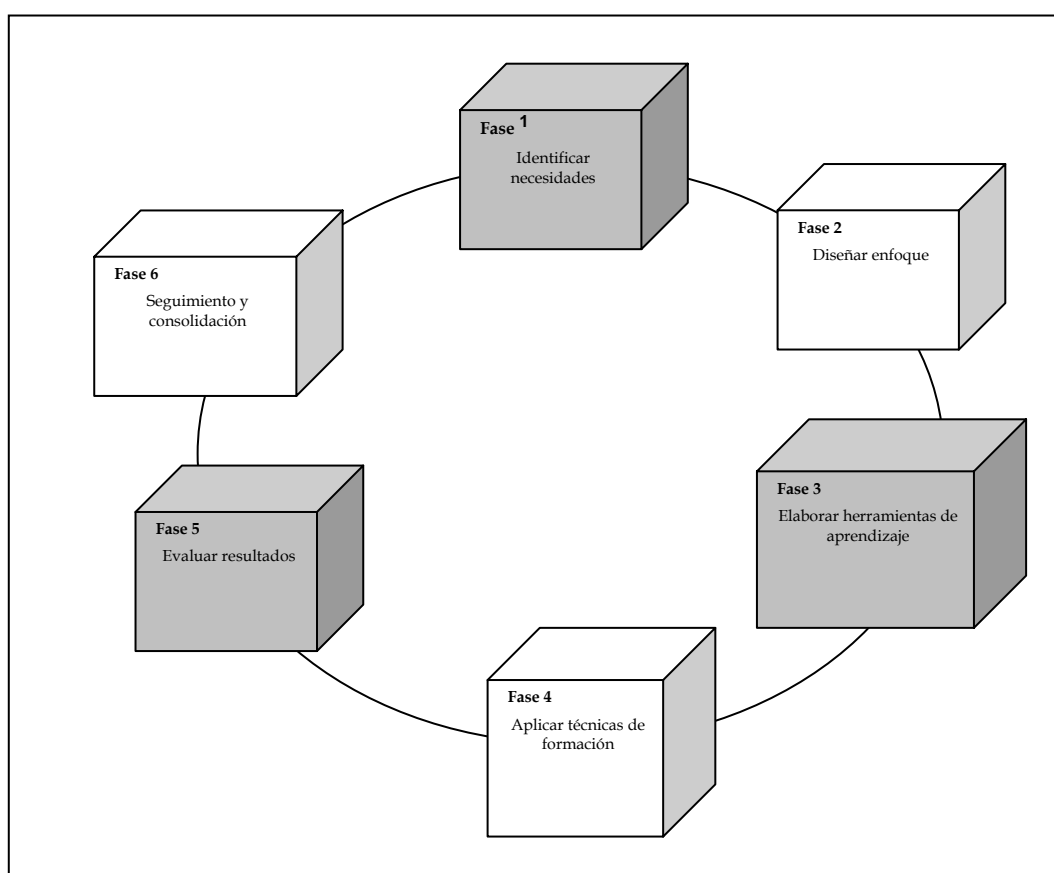 Fase 1
Identificar
necesidades
Fase 2
Diseñar enfoque
Fase 3
Elaborar herramientas de
aprendizaje
Fase 4
Aplicar técnicas de
formación
Fase 5
Evaluar resultados
Fase 6
Seguimiento y
consolidación